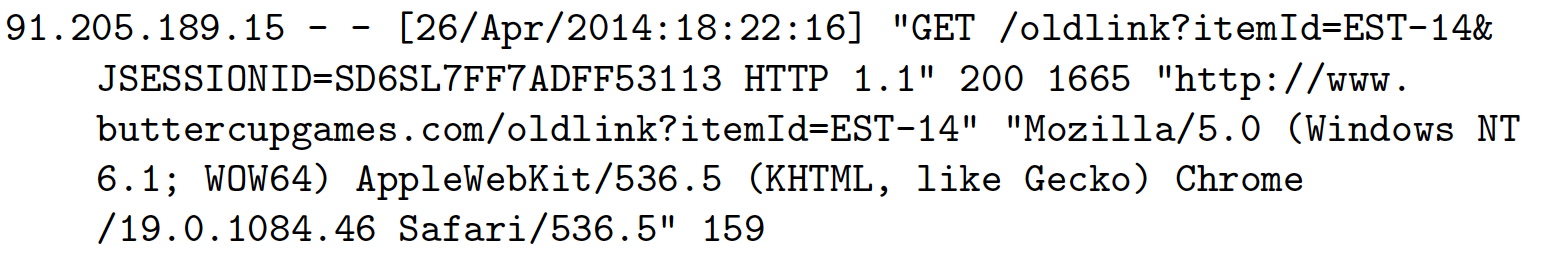 91.205.189.15 - - [26/Apr/2014:18:22:16] "GET /oldlink?itemId=EST-14&
JSESSIONID=SD6SL7FF7ADFF53113 HTTP 1.1" 200 1665 "http://www.
buttercupgames.com/oldlink?itemId=EST-14" "Mozilla/5.0 (Windows NT
6.1; WOW64) AppleWebKit/536.5 (KHTML, like Gecko) Chrome
/19.0.1084.46 Safari/536.5" 159